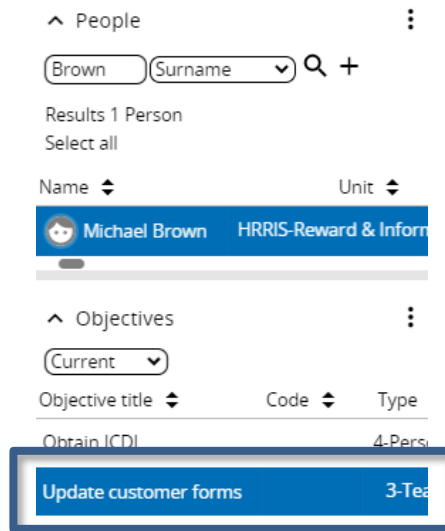 People
Brown Surname
Results 1 Person
Select all
Name Unit
Michael Brown HRRIS-Reward & Inform
Objectives
Current
Objective title Code Type
Obtain ICDL 4-Perso
Update customer forms 3-Tea